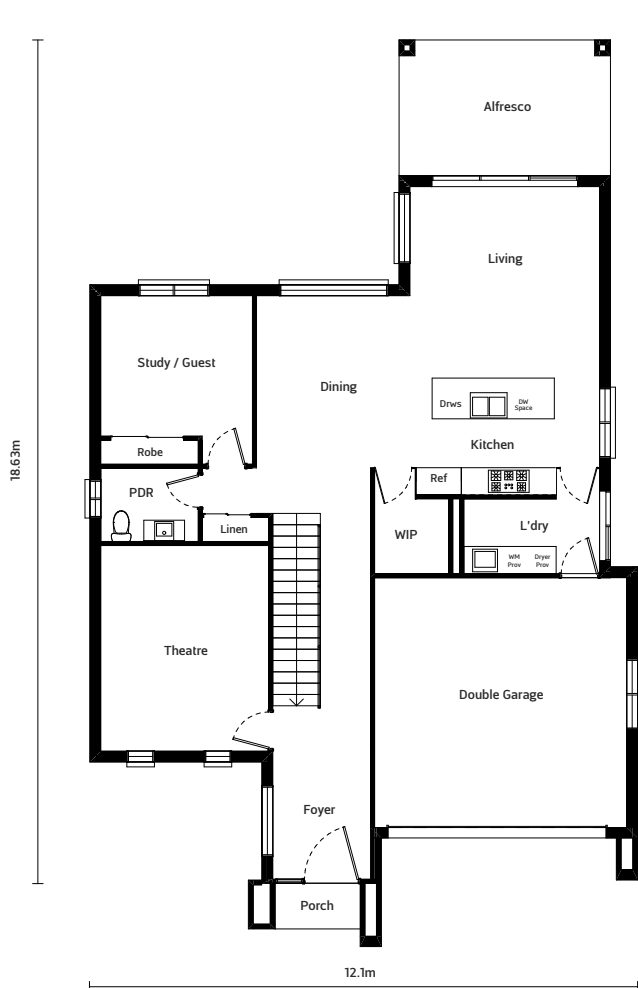 Alfresco
Living
Study / Guest
Dining
Drws
DW
Space
Kitchen
Robe
Ref
PDR
Linen
WIP
L'dry
WM
Prov
Dryer
Prov
18.63m
Theatre
Double Garage
Foyer
Porch
12.1m